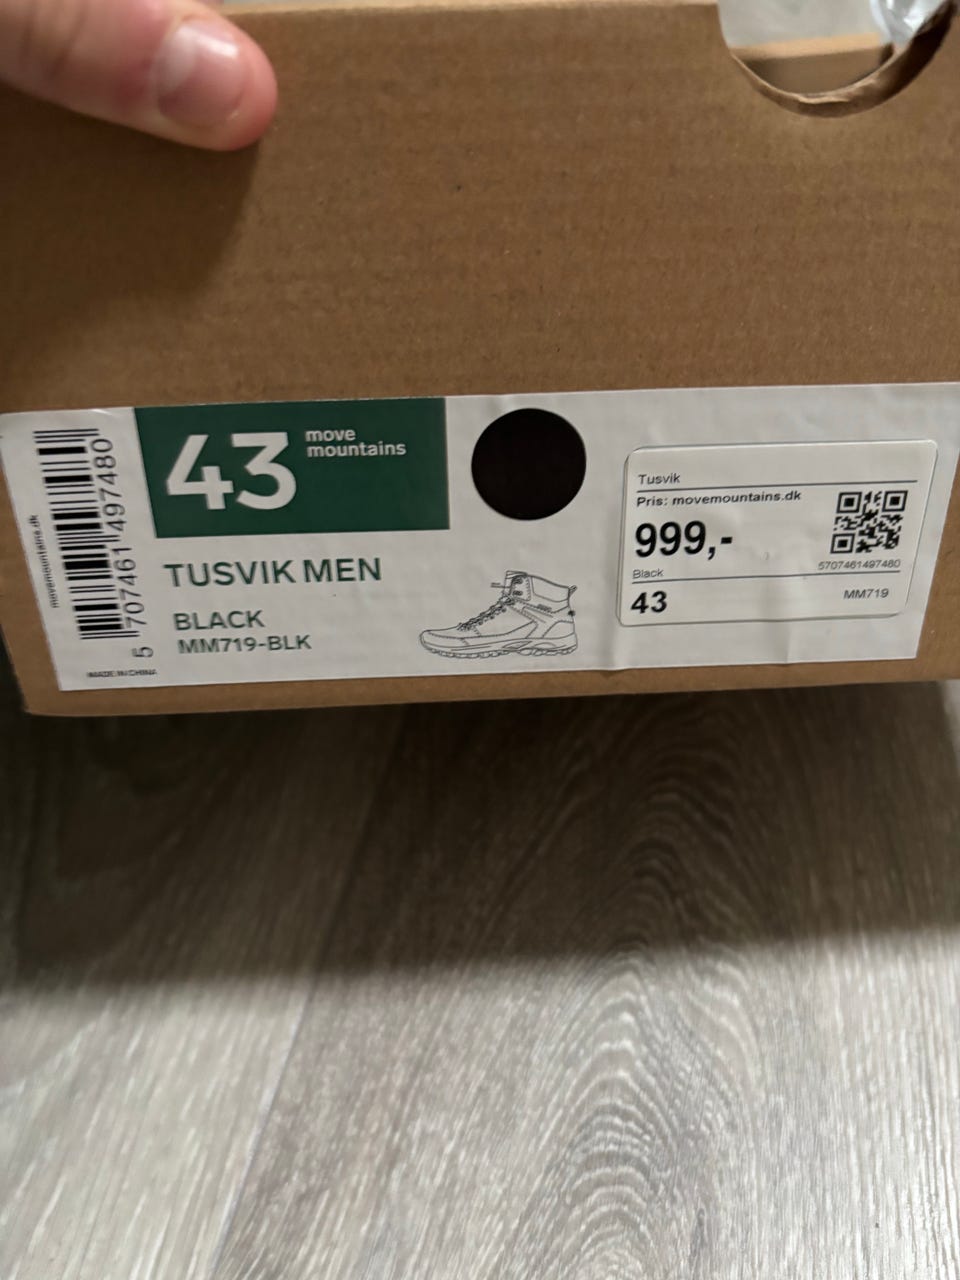 movemountains.dk
5 707461 497480
MADE IN CHINA
43
move
mountains
TUSVIK MEN
BLACK
MM719-BLK
Tusvik
Pris: movemountains.dk
999,-
5707461497480
Black
43
MM719